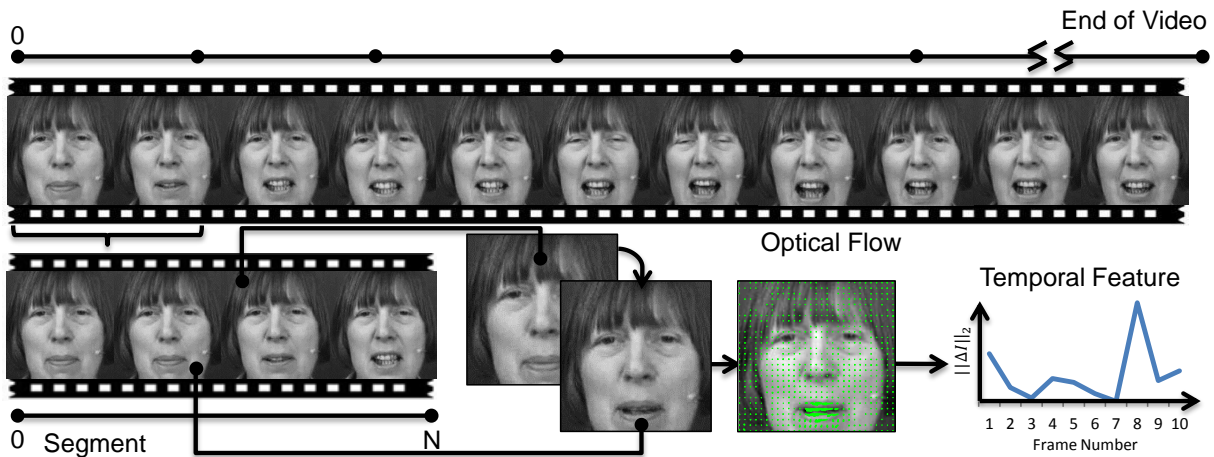 0
End of Video
Optical Flow
Temporal Feature
||ΔI||₂
1 2 3 4 5 6 7 8 9 10
Frame Number
0 Segment N